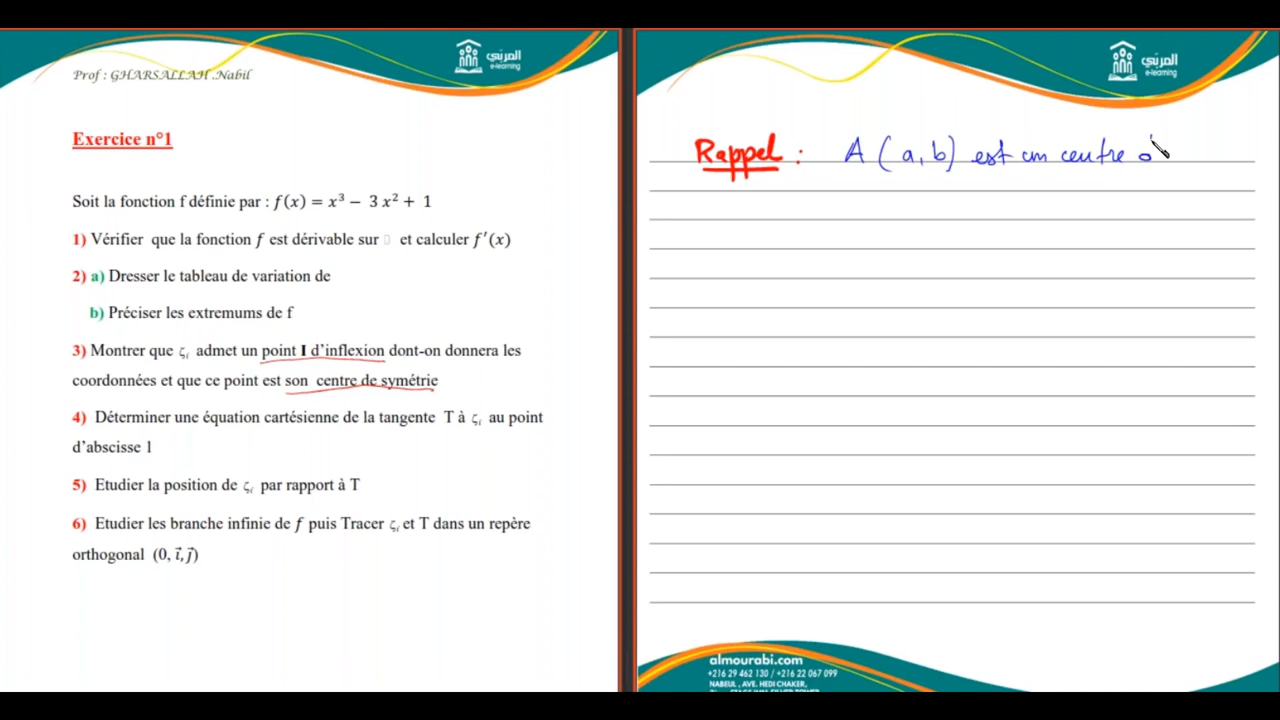 Prof : GHARSALLAH .Nabil
المربي
e-learning
Exercice n°1
Soit la fonction f définie par : f(x) = x³ − 3 x² + 1
1) Vérifier que la fonction f est dérivable sur et calculer f′(x)
2) a) Dresser le tableau de variation de
b) Préciser les extremums de f
3) Montrer que ζf admet un point I d’inflexion dont-on donnera les
coordonnées et que ce point est son centre de symétrie
4) Déterminer une équation cartésienne de la tangente T à ζf au point
d’abscisse 1
5) Etudier la position de ζf par rapport à T
6) Etudier les branche infinie de f puis Tracer ζf et T dans un repère
orthogonal (0, i⃗, j⃗)
المربي
e-learning
Rappel : A (a, b) est un centre
almourabi.com
+216 29 462 130 / +216 22 067 099
NABEUL , AVE. HEDI CHAKER,